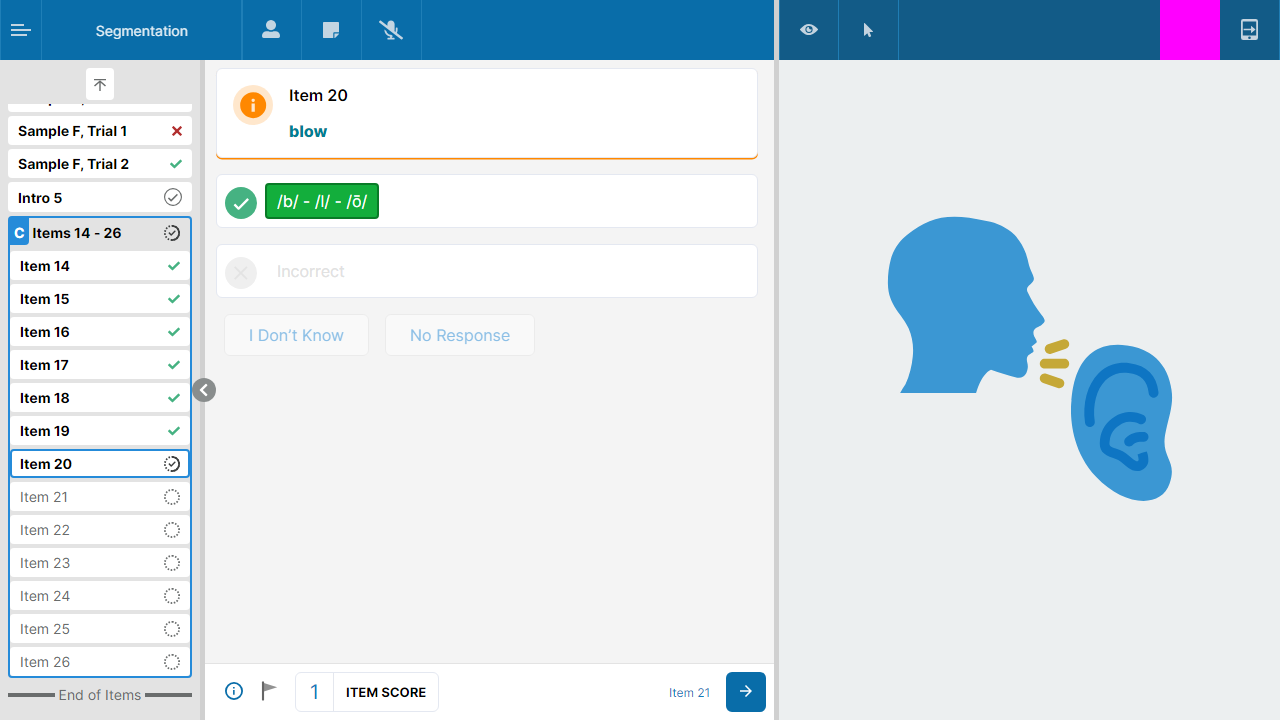 Segmentation
Sample F, Trial 1
Sample F, Trial 2
Intro 5
C Items 14 - 26
Item 14
Item 15
Item 16
Item 17
Item 18
Item 19
Item 20
Item 21
Item 22
Item 23
Item 24
Item 25
Item 26
End of Items
Item 20
blow
/b/ - /l/ - /ō/
Incorrect
I Don't Know
No Response
1 ITEM SCORE
Item 21